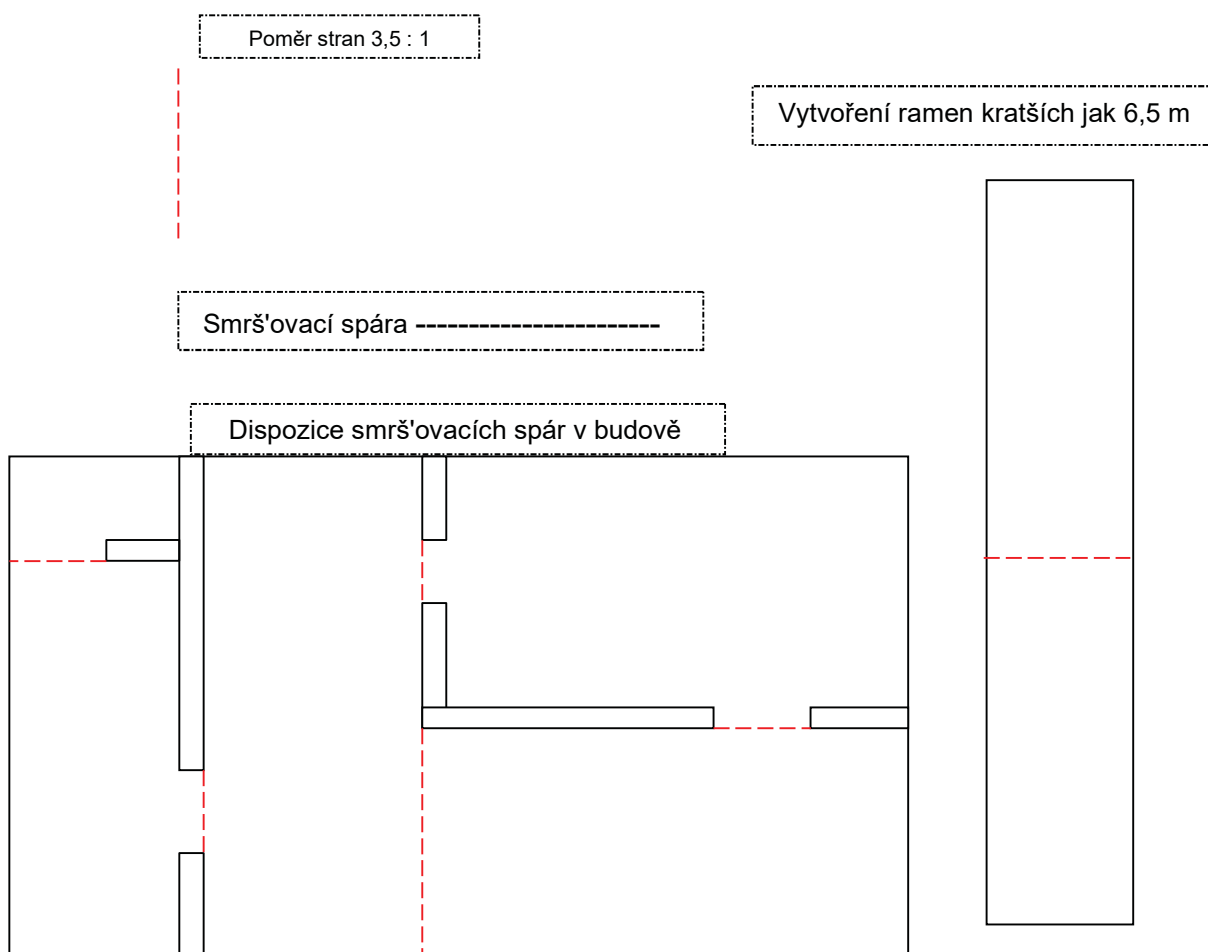 Poměr stran 3,5 : 1
Vytvoření ramen kratších jak 6,5 m
Smrš'ovací spára -----------------------
Dispozice smrš'ovacích spár v budově